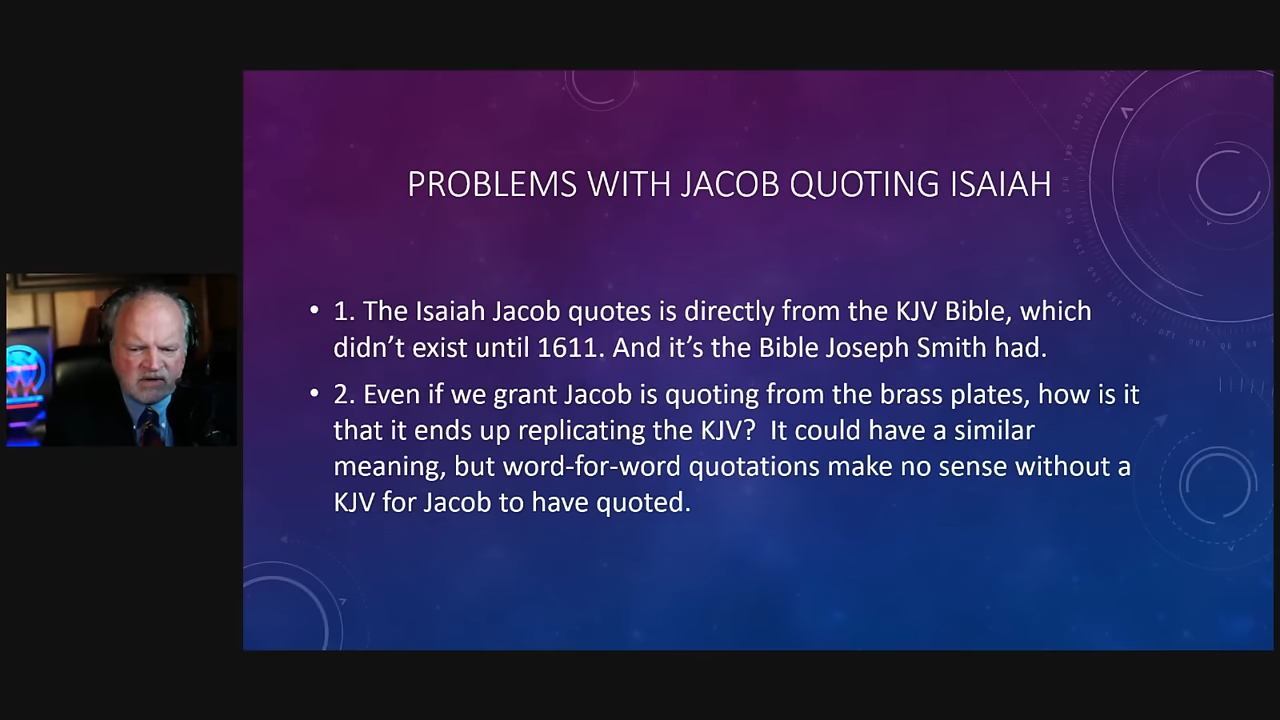 PROBLEMS WITH JACOB QUOTING ISAIAH
• 1. The Isaiah Jacob quotes is directly from the KJV Bible, which
didn’t exist until 1611. And it’s the Bible Joseph Smith had.
• 2. Even if we grant Jacob is quoting from the brass plates, how is it
that it ends up replicating the KJV?  It could have a similar
meaning, but word-for-word quotations make no sense without a
KJV for Jacob to have quoted.